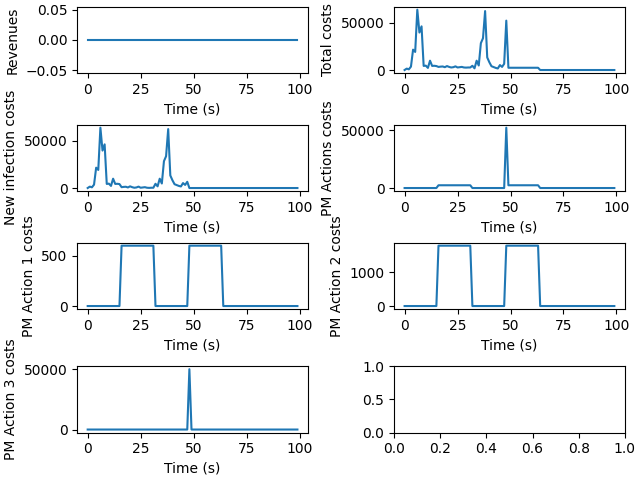 Revenues
0.05
0.00
−0.05
0 25 50 75 100
Time (s)
Total costs
50000
0
0 25 50 75 100
Time (s)
New infection costs
50000
0
0 25 50 75 100
Time (s)
PM Actions costs
50000
0
0 25 50 75 100
Time (s)
PM Action 1 costs
500
0
0 25 50 75 100
Time (s)
PM Action 2 costs
1000
0
0 25 50 75 100
Time (s)
PM Action 3 costs
50000
0
0 25 50 75 100
Time (s)
1.0
0.5
0.0
0.0 0.2 0.4 0.6 0.8 1.0